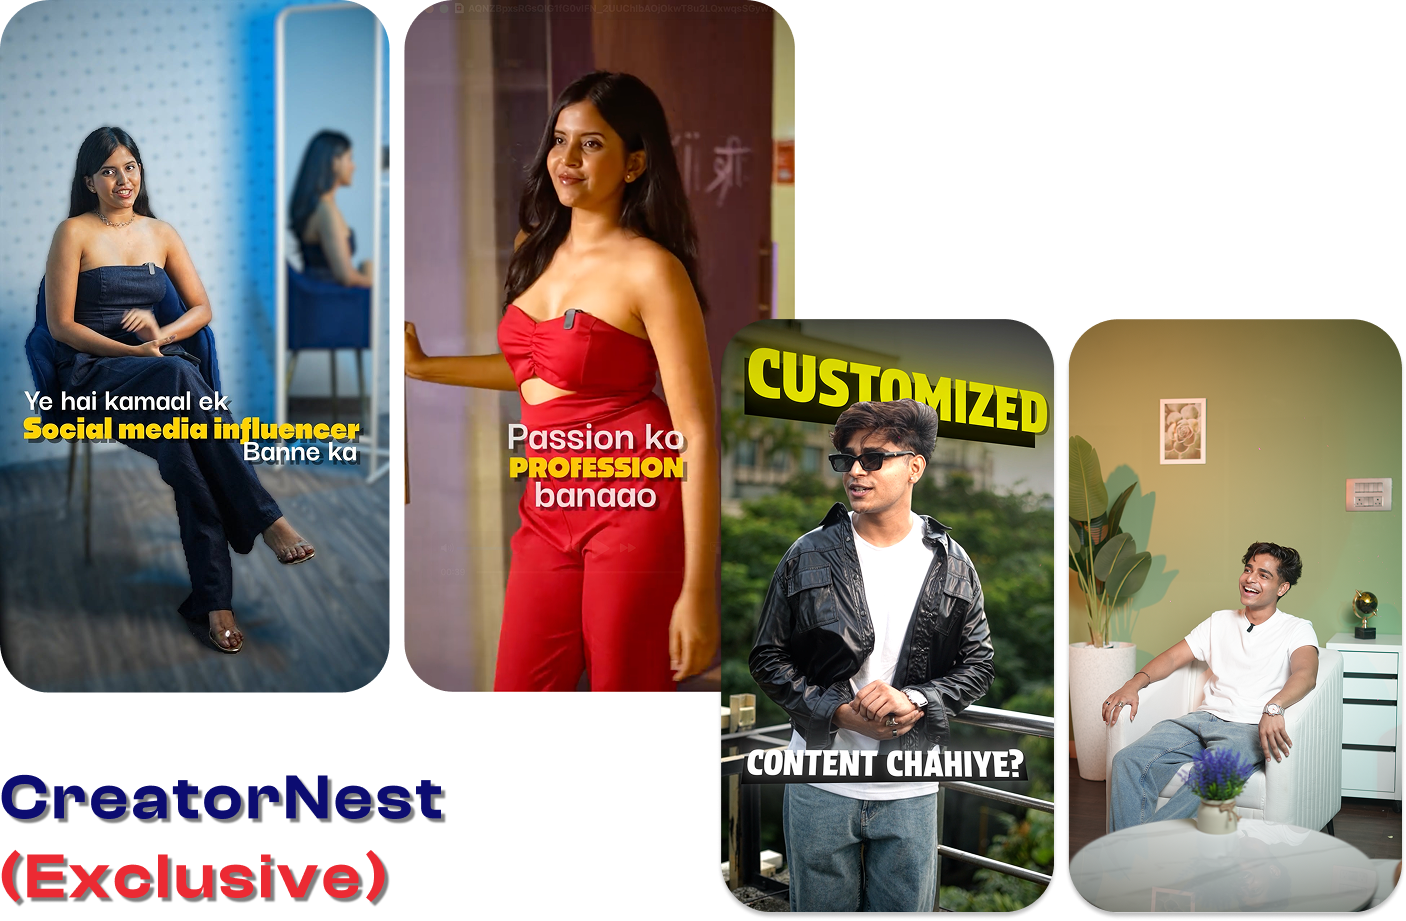 Ye hai kamaal ek
Social media influencer
Banne ka
Passion ko
PROFESSION
banaao
CUSTOMIZED
CONTENT CHAHIYE?
CreatorNest
(Exclusive)